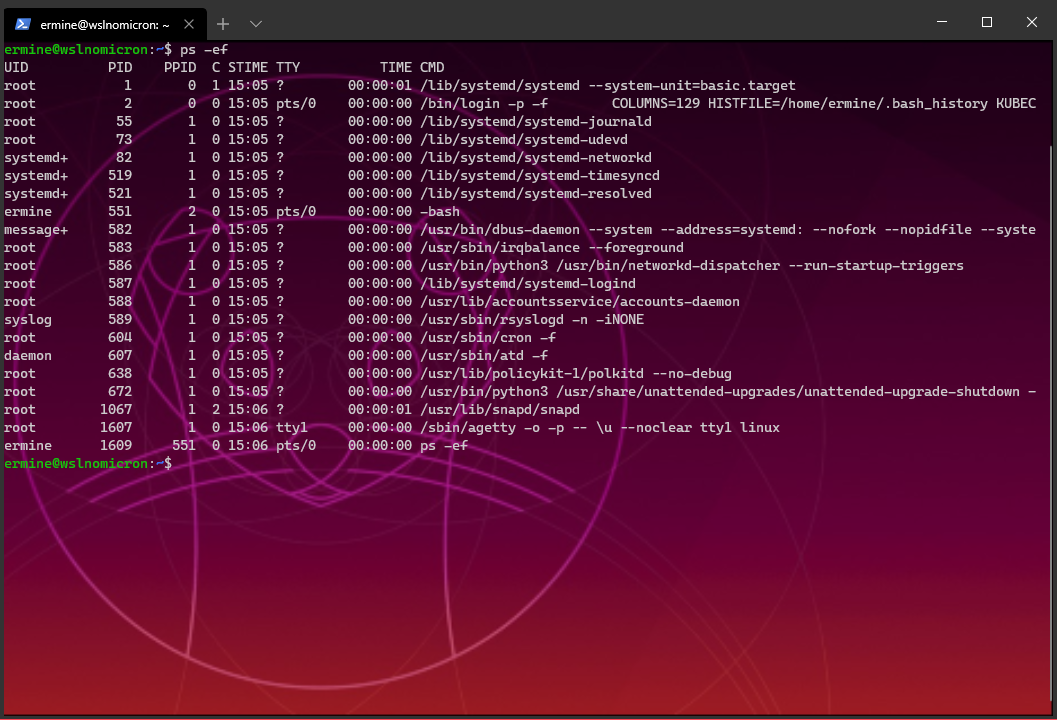 ermine@wslnomicron: ~
ermine@wslnomicron:~$ ps -ef
UID          PID    PPID  C STIME TTY          TIME CMD
root           1       0  1 15:05 ?        00:00:01 /lib/systemd/systemd --system-unit=basic.target
root           2       0  0 15:05 pts/0    00:00:00 /bin/login -p -f        COLUMNS=129 HISTFILE=/home/ermine/.bash_history KUBEC
root          55       1  0 15:05 ?        00:00:00 /lib/systemd/systemd-journald
root          73       1  0 15:05 ?        00:00:00 /lib/systemd/systemd-udevd
systemd+      82       1  0 15:05 ?        00:00:00 /lib/systemd/systemd-networkd
systemd+     519       1  0 15:05 ?        00:00:00 /lib/systemd/systemd-timesyncd
systemd+     521       1  0 15:05 ?        00:00:00 /lib/systemd/systemd-resolved
ermine       551       2  0 15:05 pts/0    00:00:00 -bash
message+     582       1  0 15:05 ?        00:00:00 /usr/bin/dbus-daemon --system --address=systemd: --nofork --nopidfile --syste
root         583       1  0 15:05 ?        00:00:00 /usr/sbin/irqbalance --foreground
root         586       1  0 15:05 ?        00:00:00 /usr/bin/python3 /usr/bin/networkd-dispatcher --run-startup-triggers
root         587       1  0 15:05 ?        00:00:00 /lib/systemd/systemd-logind
root         588       1  0 15:05 ?        00:00:00 /usr/lib/accountsservice/accounts-daemon
syslog       589       1  0 15:05 ?        00:00:00 /usr/sbin/rsyslogd -n -iNONE
root         604       1  0 15:05 ?        00:00:00 /usr/sbin/cron -f
daemon       607       1  0 15:05 ?        00:00:00 /usr/sbin/atd -f
root         638       1  0 15:05 ?        00:00:00 /usr/lib/policykit-1/polkitd --no-debug
root         672       1  0 15:05 ?        00:00:00 /usr/bin/python3 /usr/share/unattended-upgrades/unattended-upgrade-shutdown -
root        1067       1  2 15:06 ?        00:00:01 /usr/lib/snapd/snapd
root        1607       1  0 15:06 tty1     00:00:00 /sbin/agetty -o -p -- \u --noclear tty1 linux
ermine      1609     551  0 15:06 pts/0    00:00:00 ps -ef
ermine@wslnomicron:~$